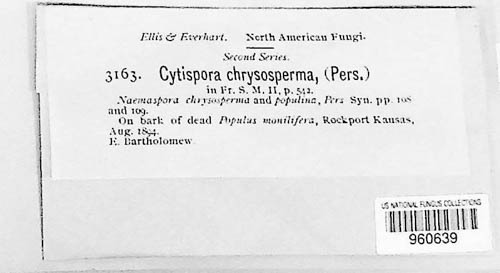 Ellis & Everhart. North American Fungi.
Second Series.
3163. Cytispora chrysosperma, (Pers.)
in Fr. S. M. II, p. 542.
Naemaspora chrysosperma and populina, Pers Syn. pp. 108
and 109.
On bark of dead Populus monilifera, Rockport Kansas,
Aug. 1894.
E. Bartholomew
US NATIONAL FUNGUS COLLECTIONS
960639